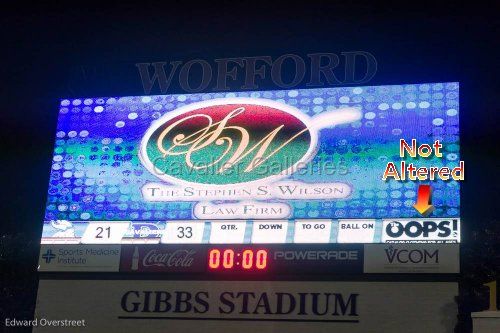 WOFFORD
SW
Cavalier Galleries
THE STEPHEN S. WILSON
LAW FIRM
Not
Altered
21 33 QTR. DOWN TO GO BALL ON OOPS!
Sports Medicine
Institute
Coca-Cola 00:00 POWERADE VCOM
GIBBS STADIUM
Edward Overstreet